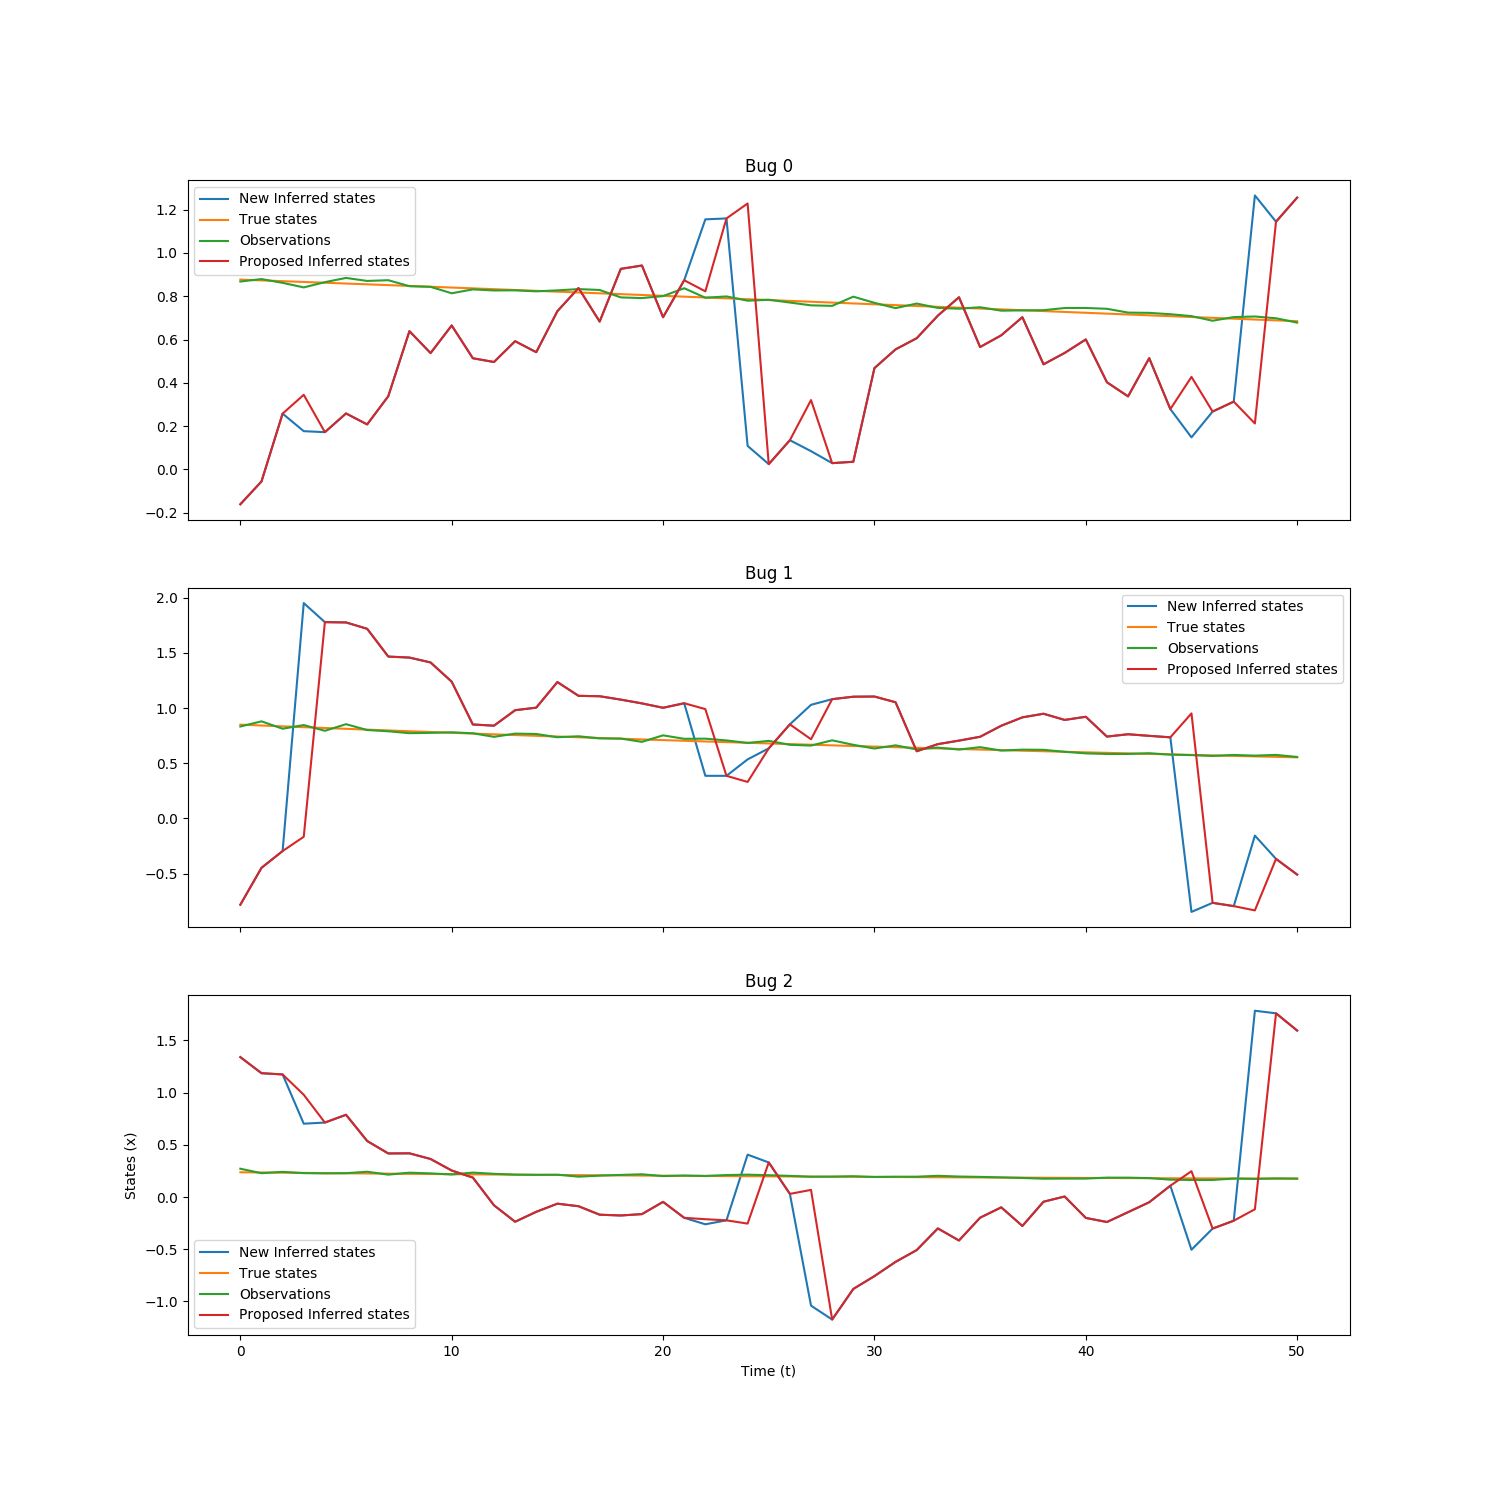 Bug 0
New Inferred states
True states
Observations
Proposed Inferred states
1.2
1.0
0.8
0.6
0.4
0.2
0.0
−0.2
Bug 1
New Inferred states
True states
Observations
Proposed Inferred states
2.0
1.5
1.0
0.5
0.0
−0.5
Bug 2
New Inferred states
True states
Observations
Proposed Inferred states
1.5
1.0
0.5
0.0
−0.5
−1.0
States (x)
0 10 20 30 40 50
Time (t)